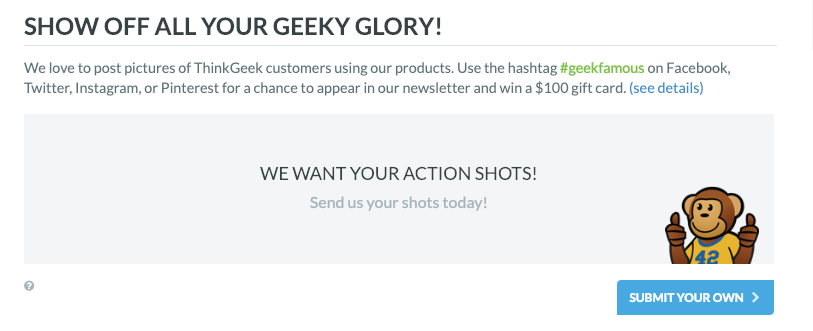 SHOW OFF ALL YOUR GEEKY GLORY!
We love to post pictures of ThinkGeek customers using our products. Use the hashtag #geekfamous on Facebook,
Twitter, Instagram, or Pinterest for a chance to appear in our newsletter and win a $100 gift card. (see details)
WE WANT YOUR ACTION SHOTS!
Send us your shots today!
42
?
SUBMIT YOUR OWN